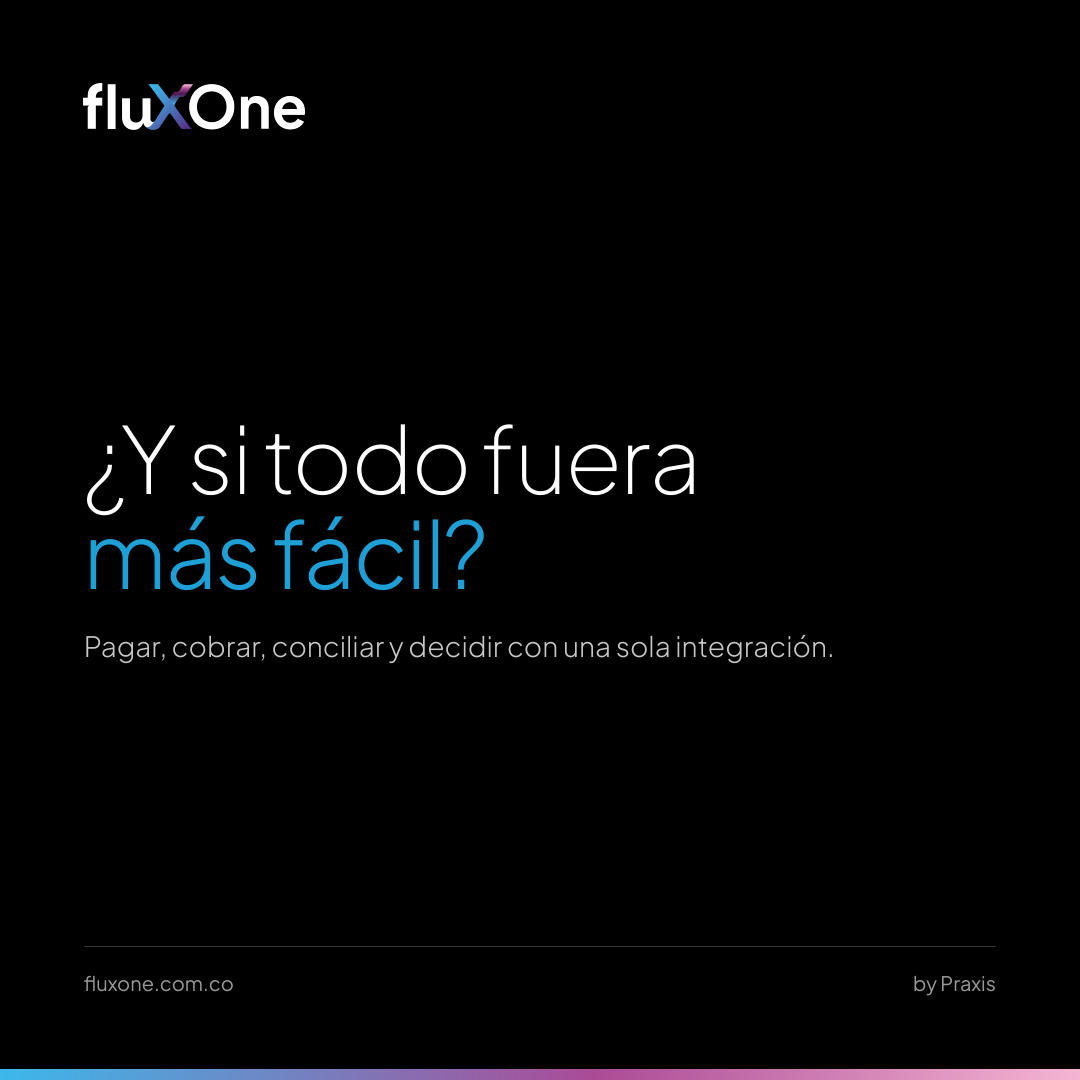 fluXOne
¿Y si todo fuera
más fácil?
Pagar, cobrar, conciliar y decidir con una sola integración.
fluxone.com.co
by Praxis